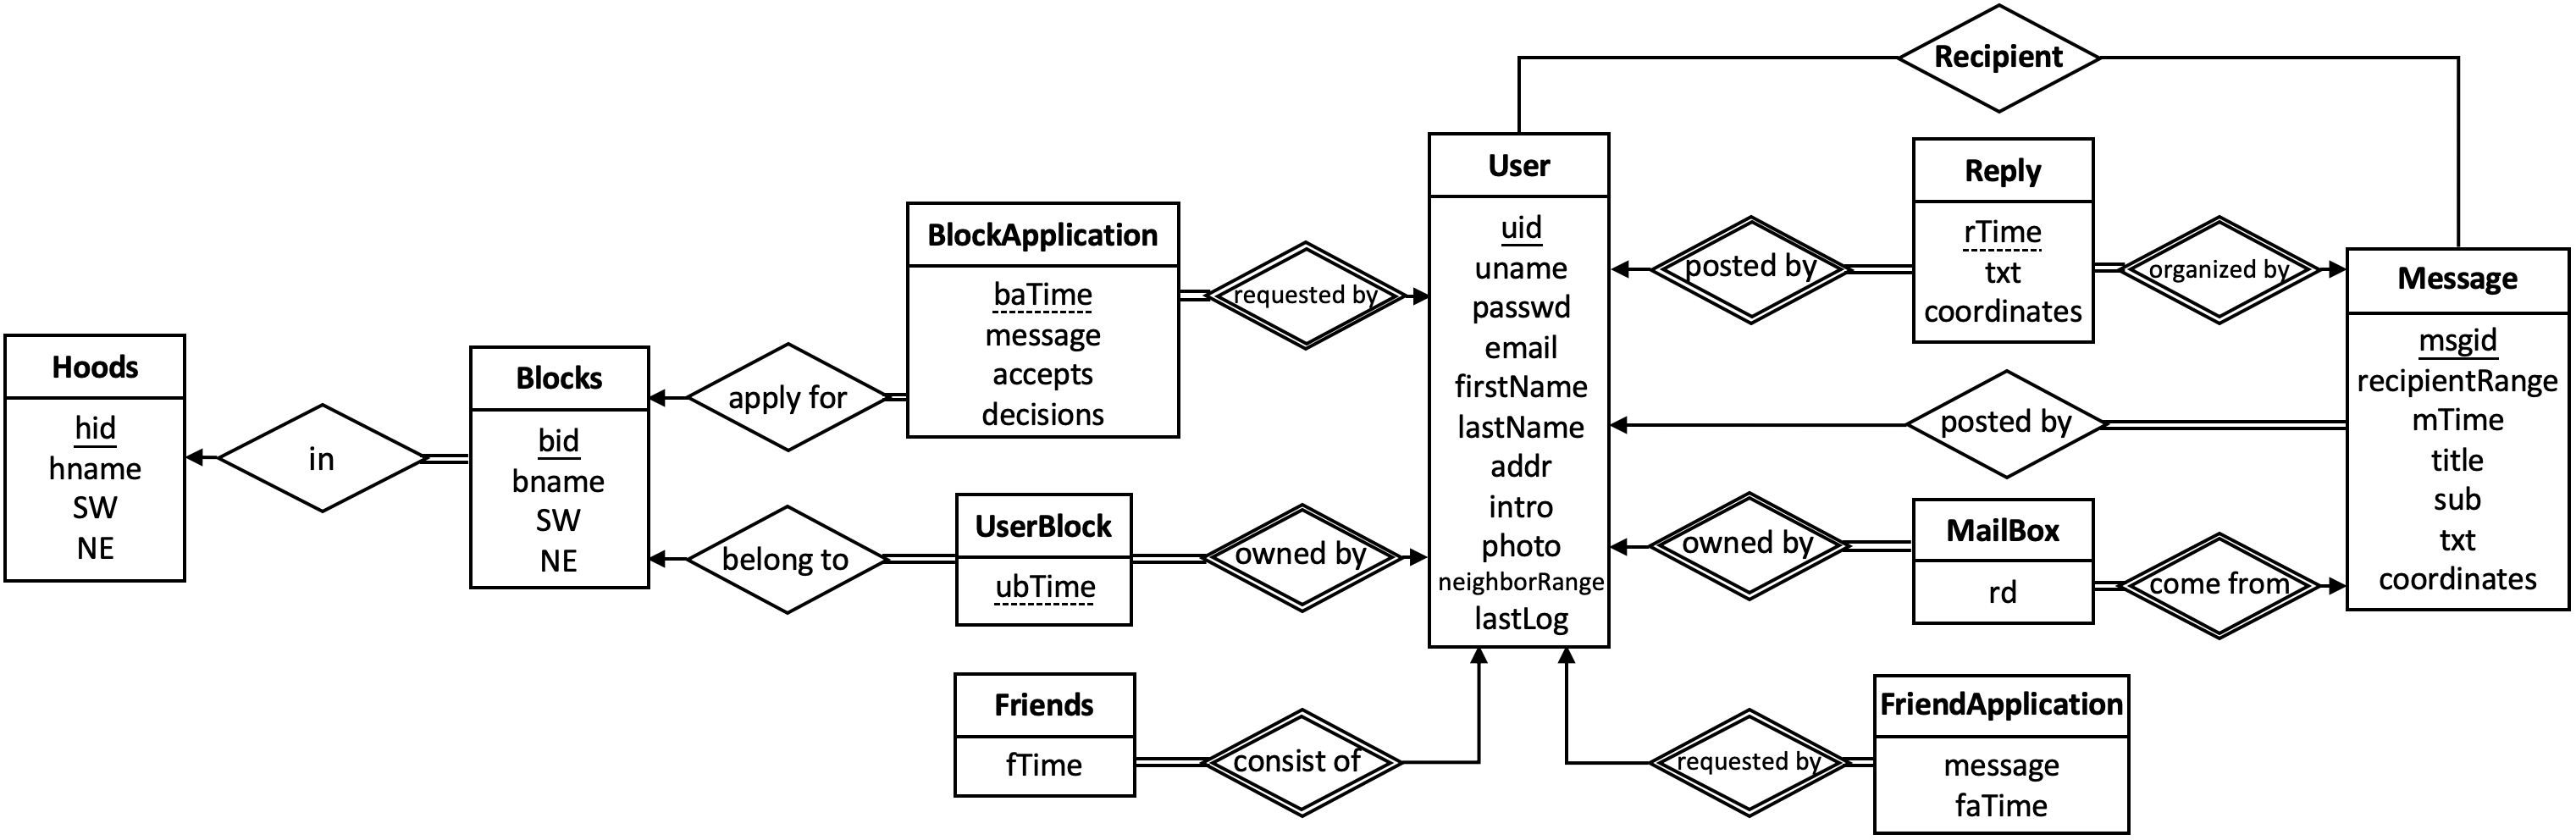 Recipient
User
uid
uname
passwd
email
firstName
lastName
addr
intro
photo
neighborRange
lastLog
Reply
rTime
txt
coordinates
posted by
organized by
Message
msgid
recipientRange
mTime
title
sub
txt
coordinates
BlockApplication
baTime
message
accepts
decisions
requested by
Hoods
hid
hname
SW
NE
in
Blocks
bid
bname
SW
NE
apply for
posted by
belong to
UserBlock
ubTime
owned by
owned by
MailBox
rd
come from
Friends
fTime
consist of
requested by
FriendApplication
message
faTime